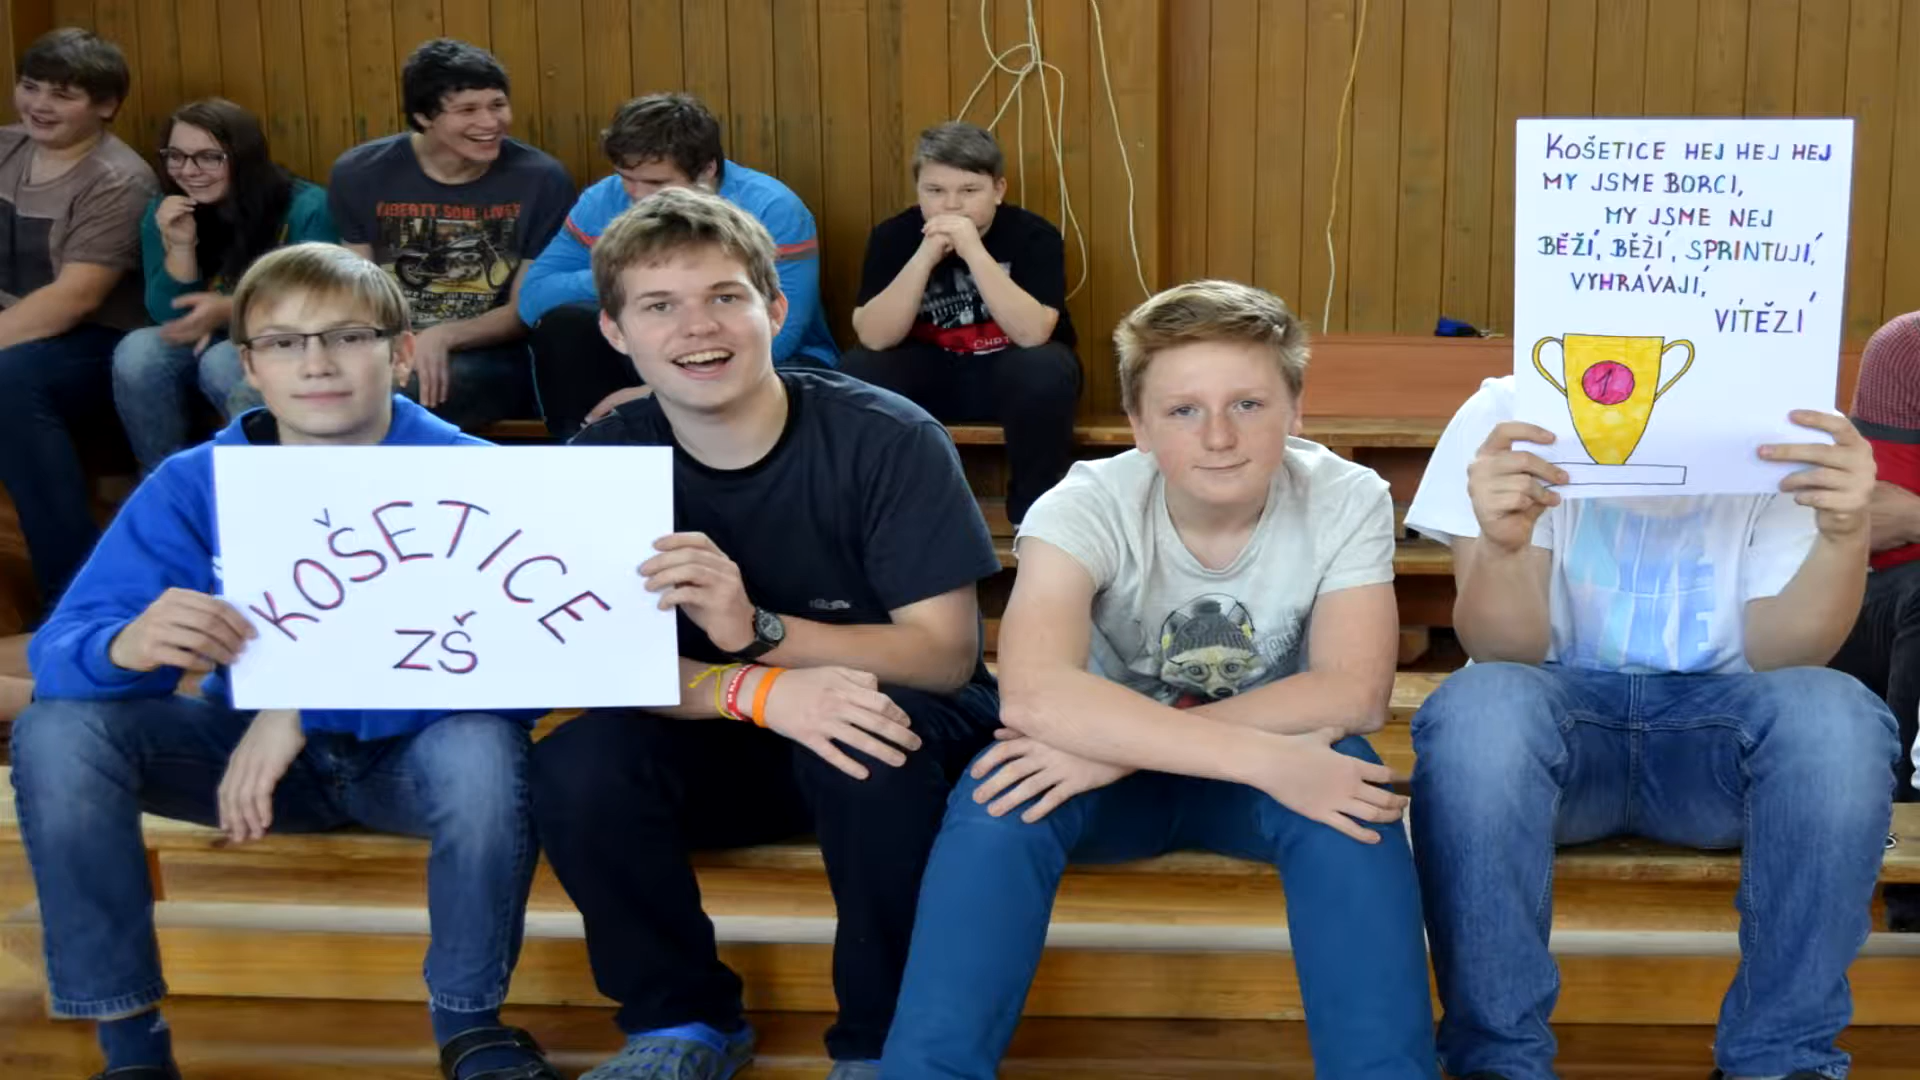 KOŠETICE HEJ HEJ HEJ
MY JSME BORCI,
MY JSME NEJ
BĚŽÍ, BĚŽÍ, SPRINTUJÍ,
VYHRÁVAJÍ,
VÍTĚZÍ
1
KOŠETICE
ZŠ
LIBERTY SOUL LIVES